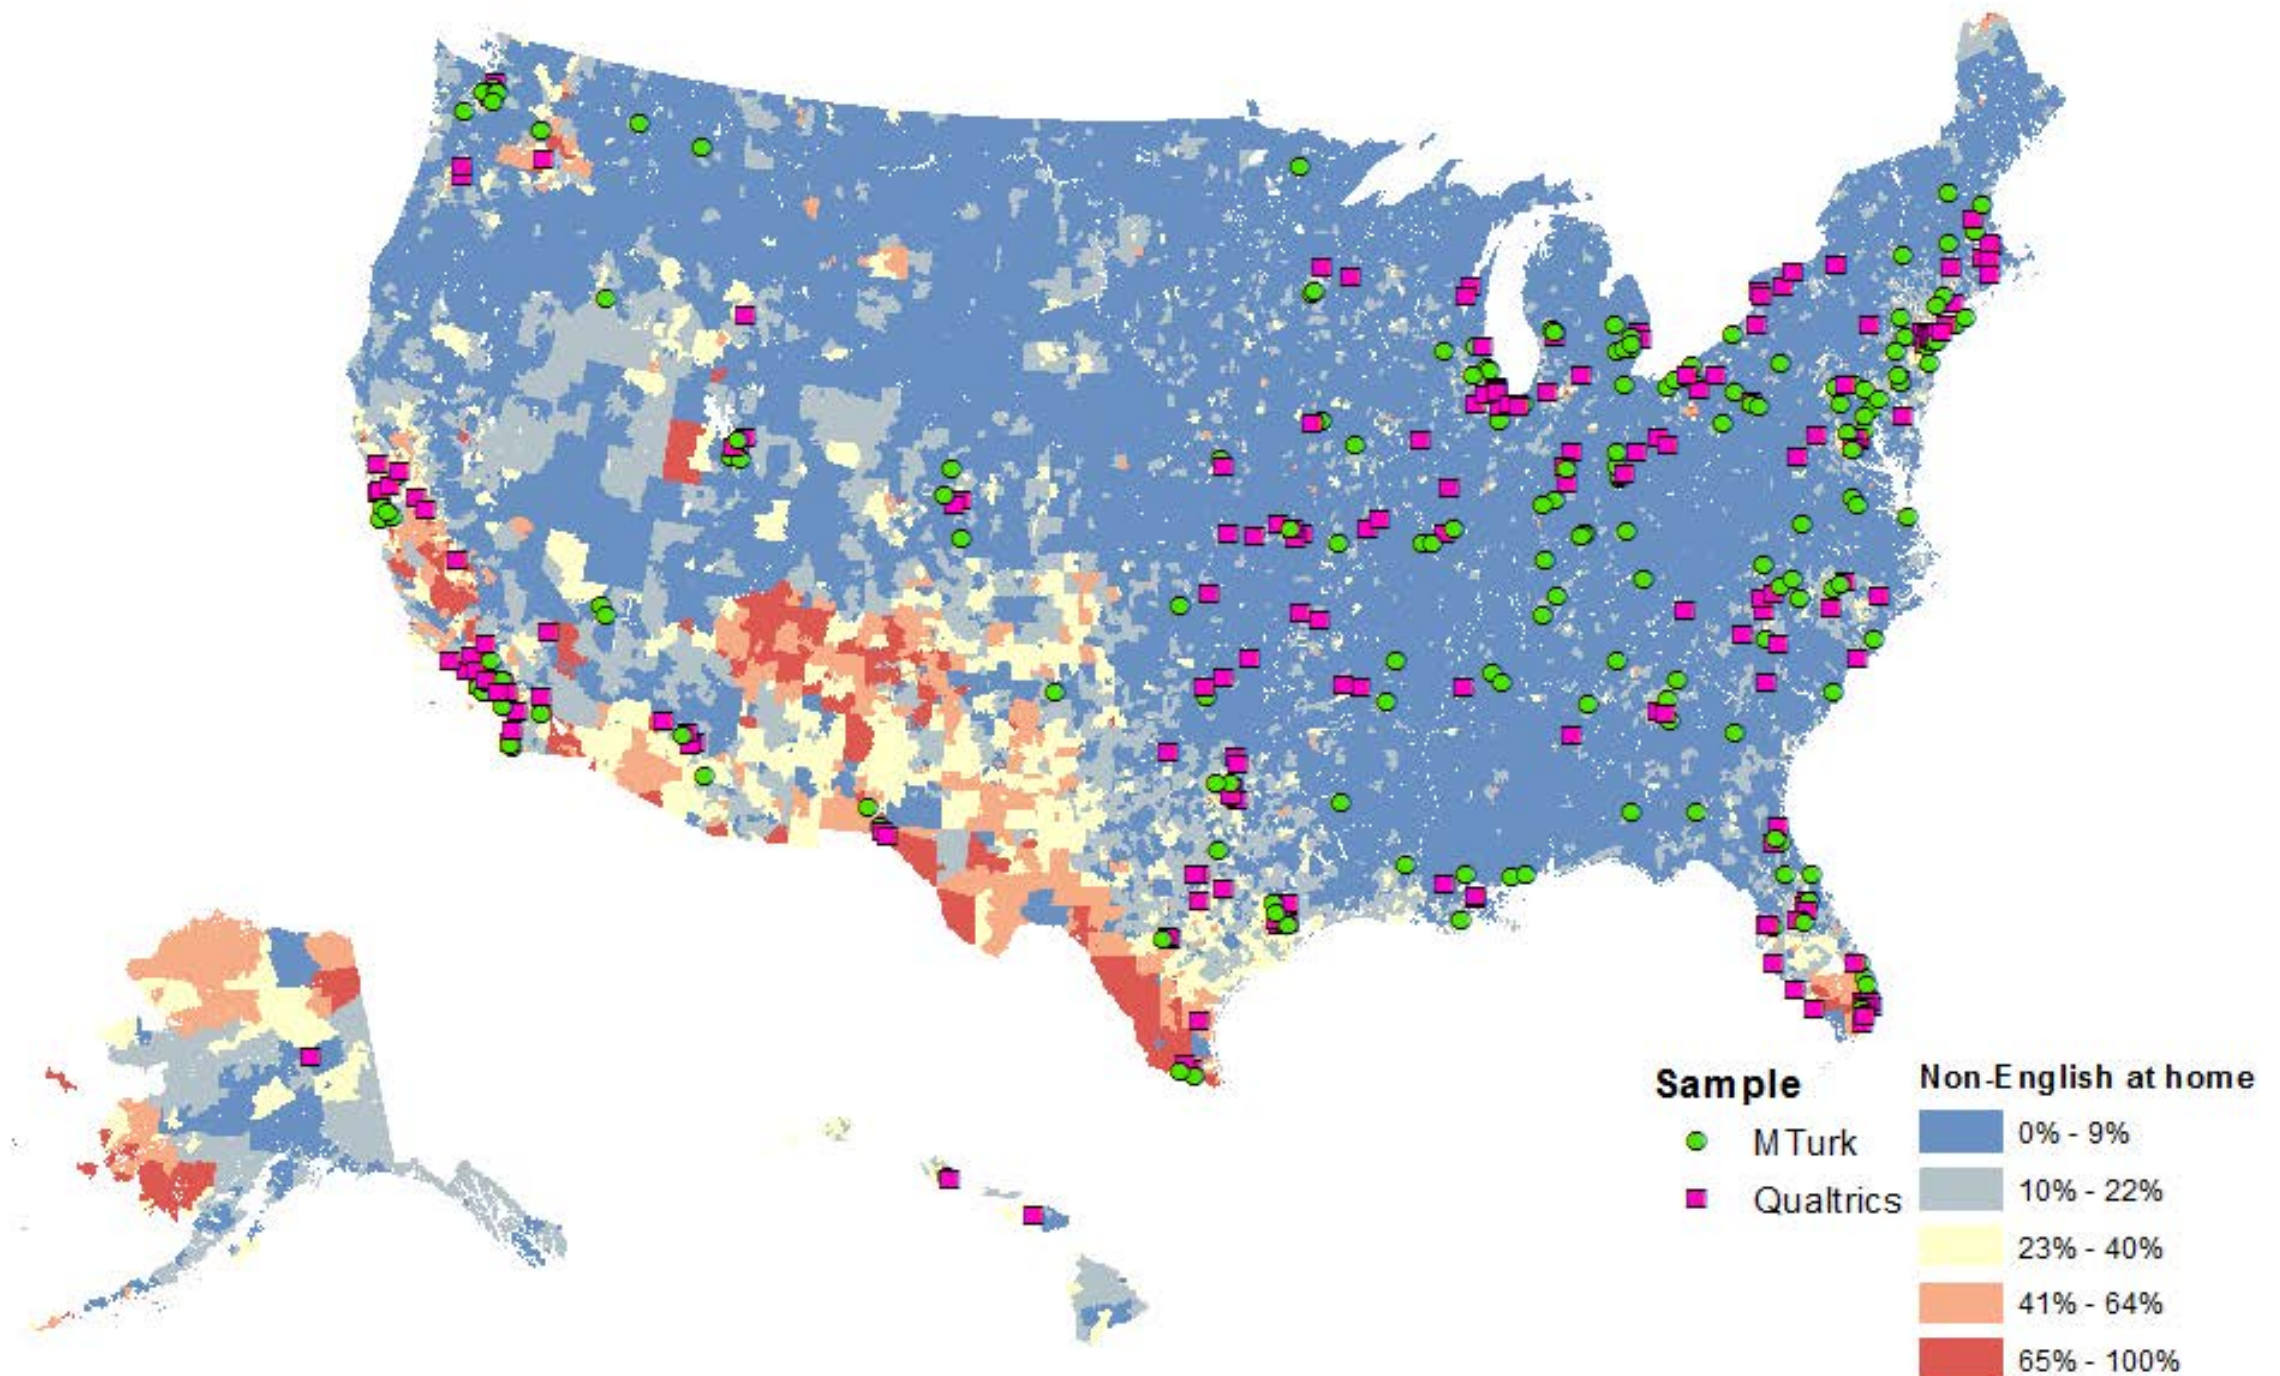 Sample
MTurk
Qualtrics
Non-English at home
0% - 9%
10% - 22%
23% - 40%
41% - 64%
65% - 100%